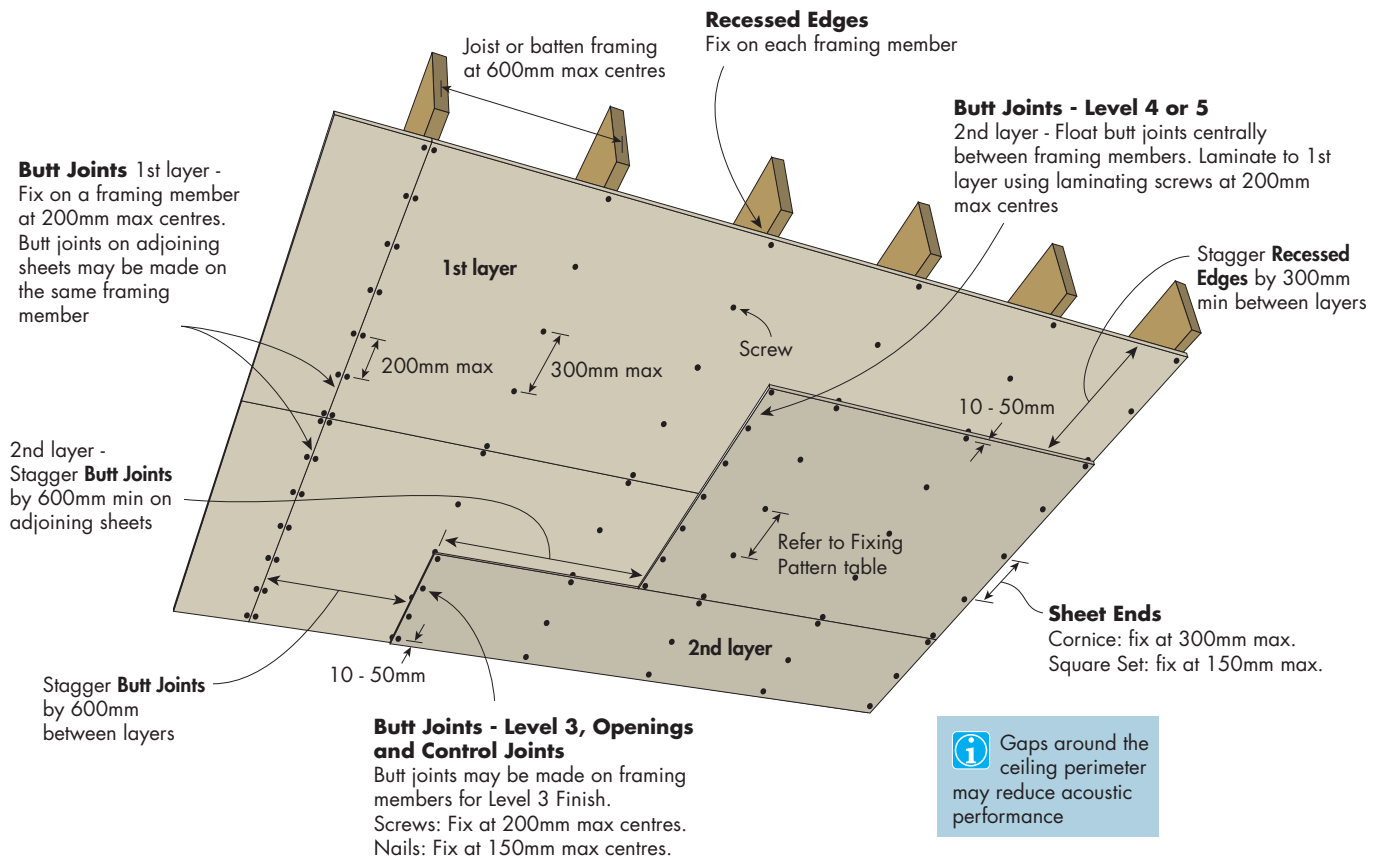 Recessed Edges
Fix on each framing member
Joist or batten framing
at 600mm max centres
Butt Joints - Level 4 or 5
2nd layer - Float butt joints centrally
between framing members. Laminate to 1st
layer using laminating screws at 200mm
max centres
Butt Joints 1st layer -
Fix on a framing member
at 200mm max centres.
Butt joints on adjoining
sheets may be made on
the same framing
member
Stagger Recessed
Edges by 300mm
min between layers
1st layer
Screw
200mm max
300mm max
10 - 50mm
2nd layer -
Stagger Butt Joints
by 600mm min on
adjoining sheets
Refer to Fixing
Pattern table
Sheet Ends
Cornice: fix at 300mm max.
Square Set: fix at 150mm max.
2nd layer
10 - 50mm
Stagger Butt Joints
by 600mm
between layers
Butt Joints - Level 3, Openings
and Control Joints
Butt joints may be made on framing
members for Level 3 Finish.
Screws: Fix at 200mm max centres.
Nails: Fix at 150mm max centres.
i
Gaps around the
ceiling perimeter
may reduce acoustic
performance